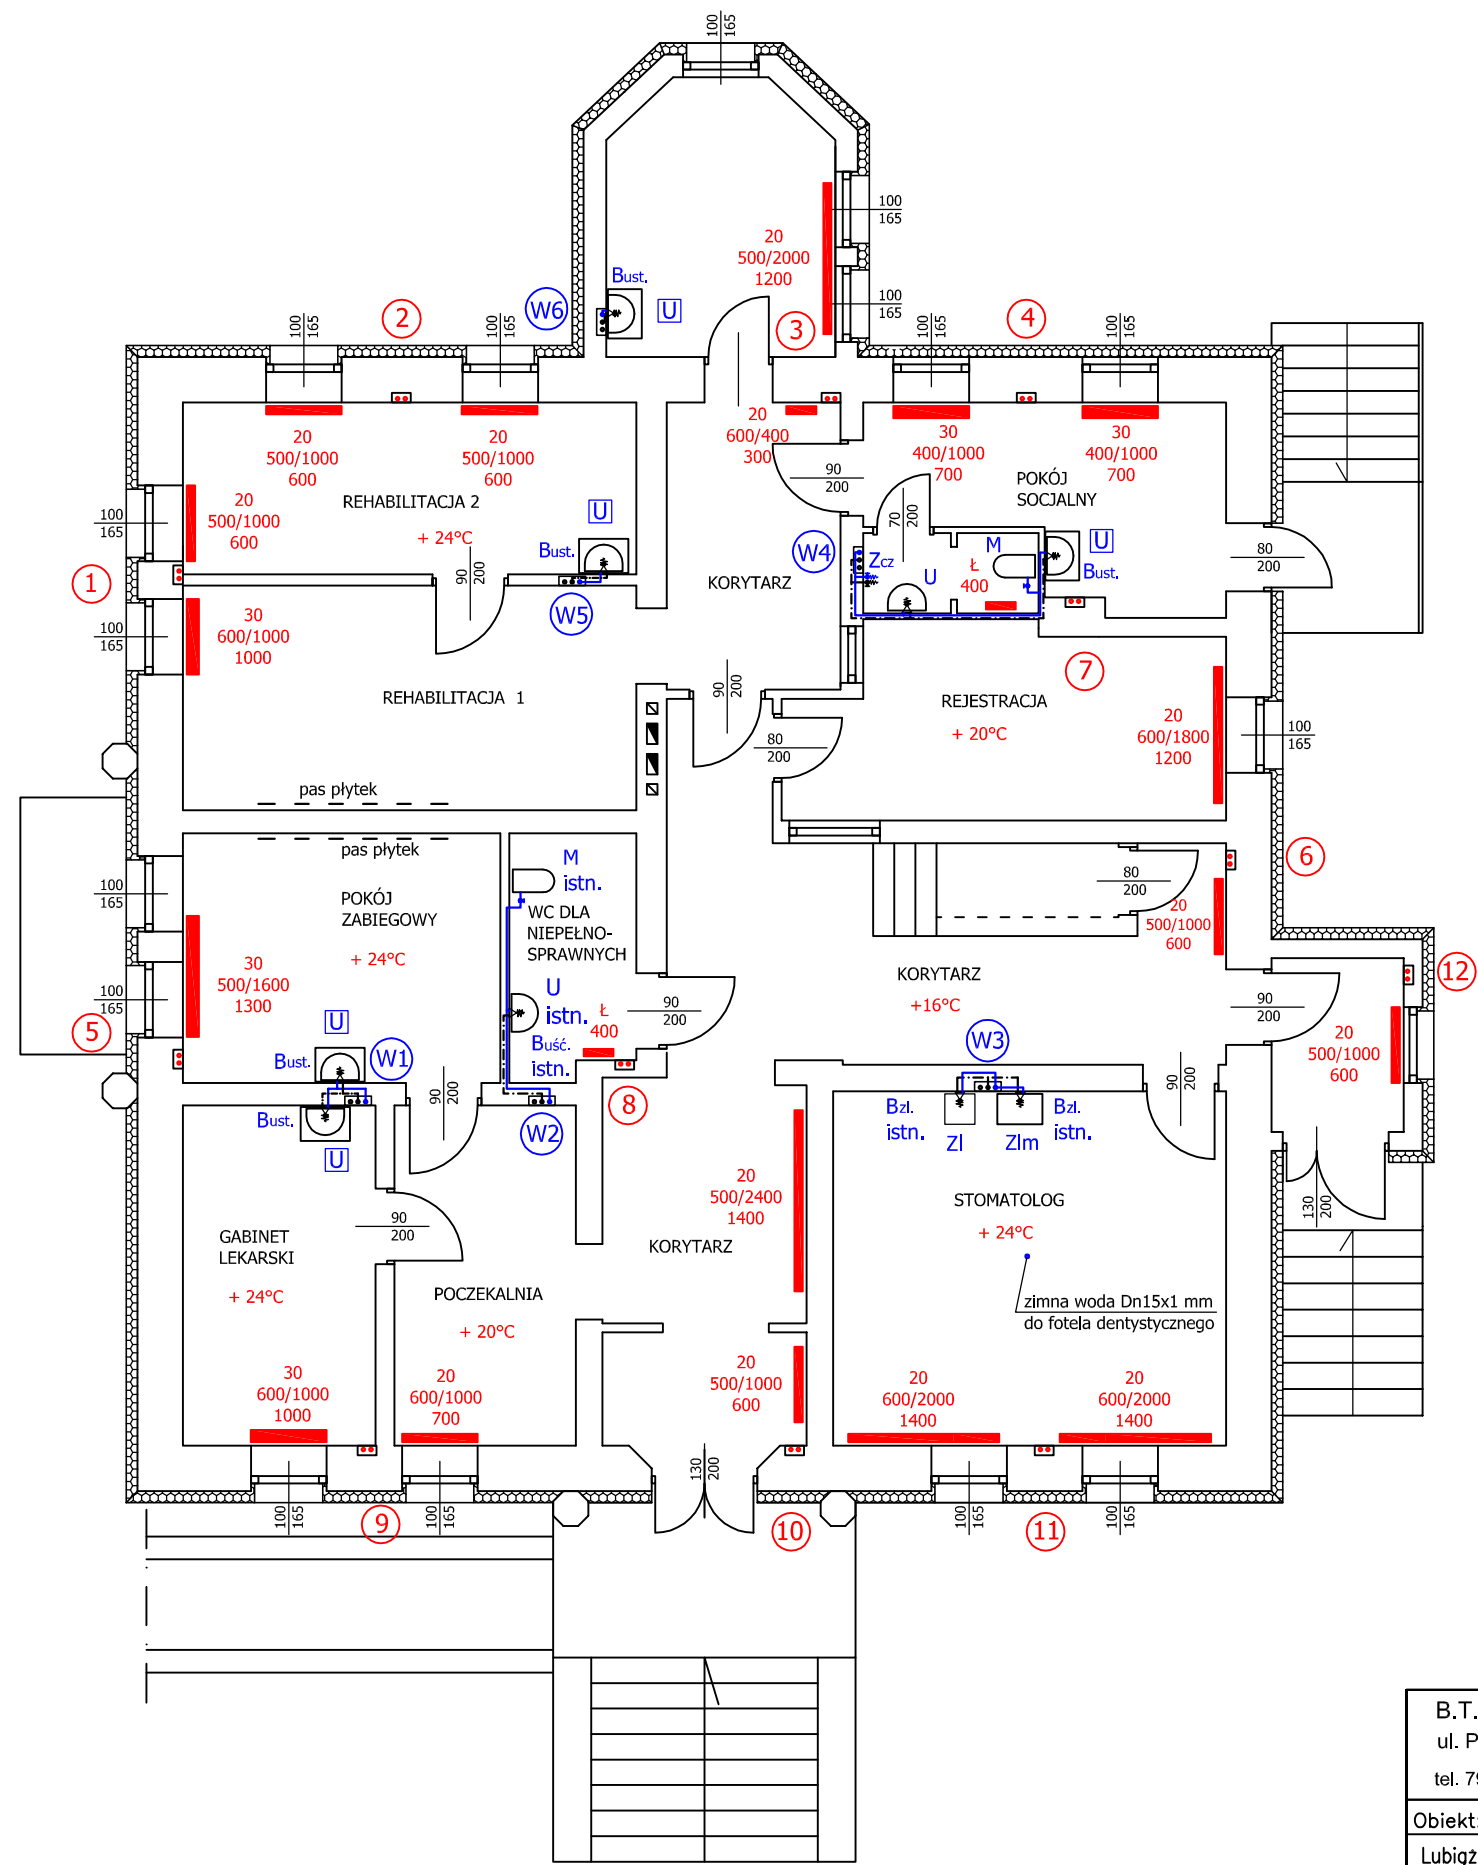 100
165
20
500/2000
1200
100
165
100
165
Bust.
U
W6
2
3
4
100
165
100
165
100
165
100
165
20
500/1000
600
20
500/1000
600
20
600/400
300
30
400/1000
700
30
400/1000
700
POKÓJ
SOCJALNY
90
200
REHABILITACJA 2
+ 24°C
20
500/1000
600
100
165
U
Bust.
70
200
W4
Zcz
U
M
Ł
400
U
Bust.
80
200
1
90
200
KORYTARZ
W5
30
600/1000
1000
100
165
REHABILITACJA 1
90
200
7
REJESTRACJA
+ 20°C
20
600/1800
1200
100
165
80
200
pas płytek
pas płytek
POKÓJ
ZABIEGOWY
+ 24°C
M
istn.
WC DLA
NIEPEŁNO-
SPRAWNYCH
6
80
200
20
500/1000
600
100
165
30
500/1600
1300
100
165
5
U
istn.
Buść.
istn.
Ł
400
90
200
KORYTARZ
+16°C
12
90
200
20
500/1000
600
U
Bust.
W1
W3
8
90
200
W2
90
200
Bust.
U
Bzl.
istn.
Zl
Zlm
Bzl.
istn.
20
500/2400
1400
STOMATOLOG
+ 24°C
130
200
GABINET
LEKARSKI
+ 24°C
90
200
KORYTARZ
POCZEKALNIA
+ 20°C
zimna woda Dn15x1 mm
do fotela dentystycznego
30
600/1000
1000
20
600/1000
700
20
500/1000
600
20
600/2000
1400
20
600/2000
1400
130
200
100
165
9
100
165
10
100
165
11
100
165
B.T.
ul. P
tel. 79
Obiekt:
Lubiąż